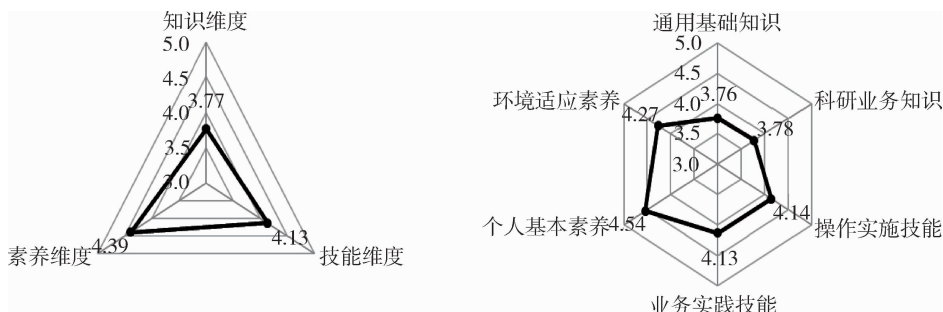 知识维度
5.0
4.5
3.77
4.0
3.5
3.0
4.39
4.13
素养维度
技能维度
通用基础知识
5.0
4.5
环境适应素养
科研业务知识
4.27
4.0
3.76
3.5
3.78
3.0
个人基本素养
4.54
4.14
操作实施技能
4.13
业务实践技能